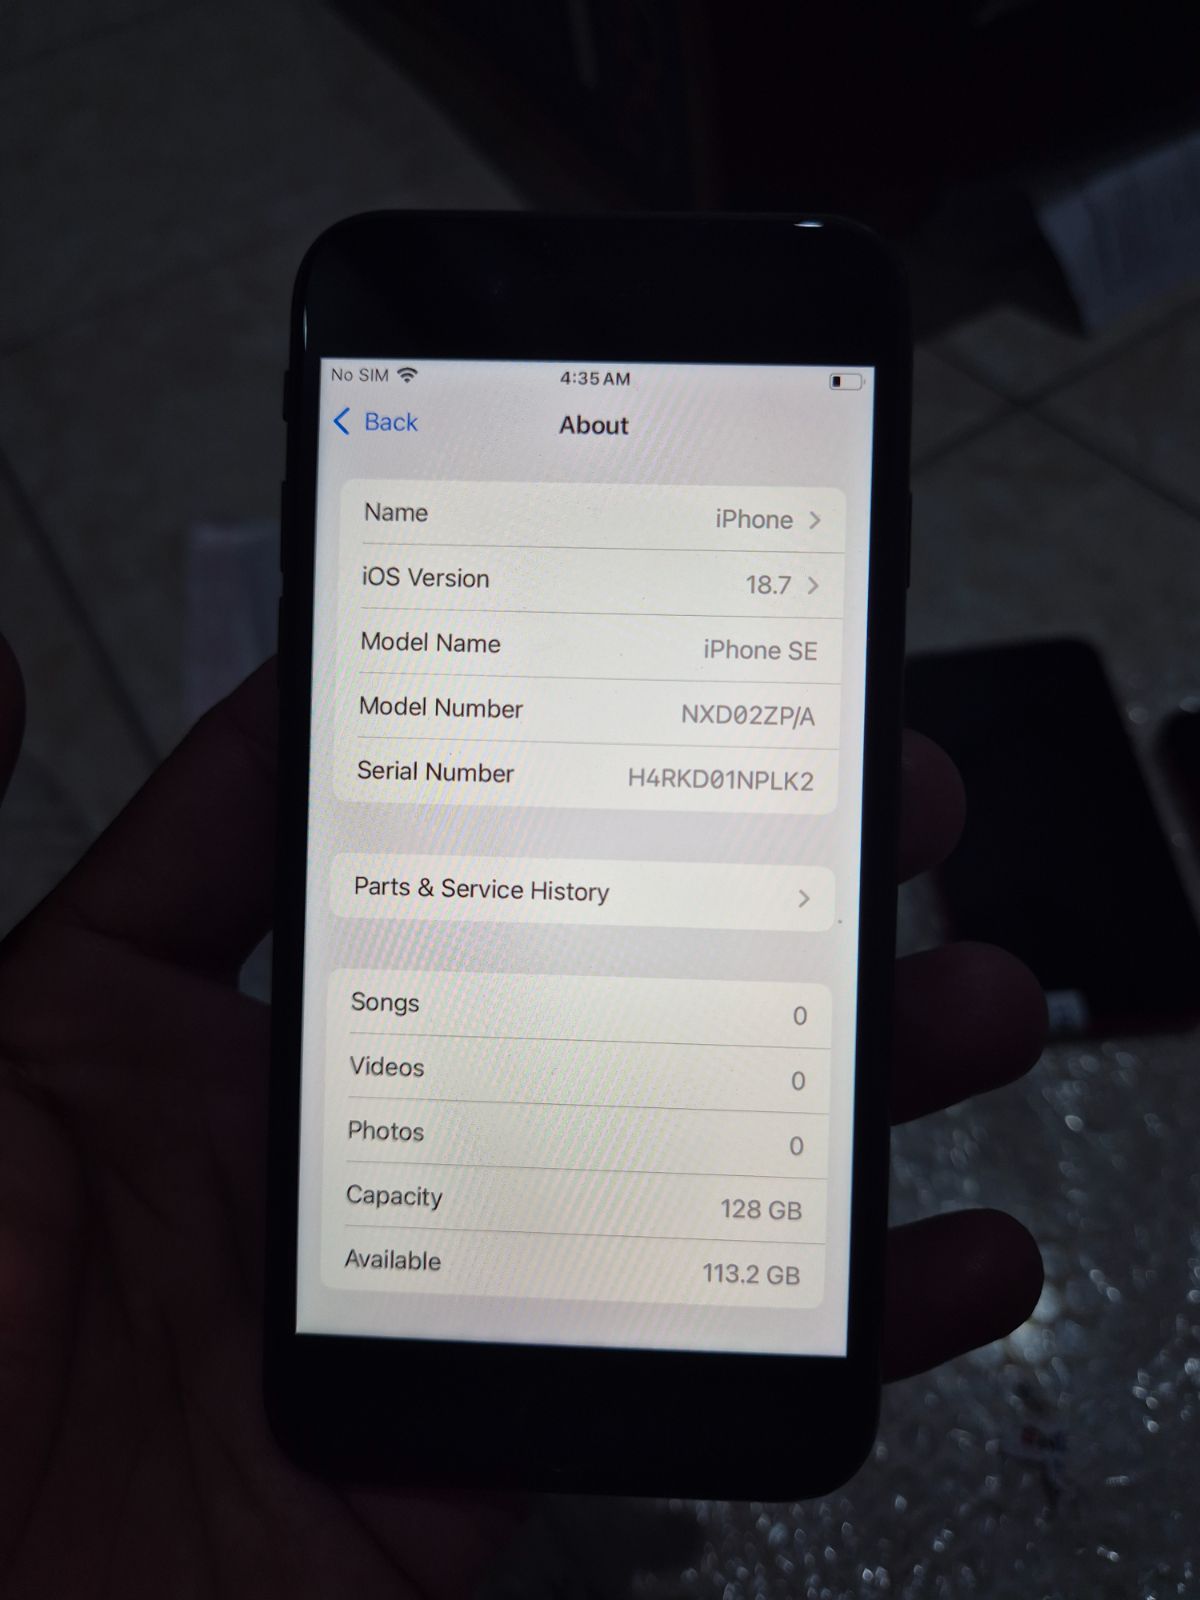 No SIM 4:35 AM
Back About
Name iPhone
iOS Version 18.7
Model Name iPhone SE
Model Number NXD02ZP/A
Serial Number H4RKD01NPLK2
Parts & Service History
Songs 0
Videos 0
Photos 0
Capacity 128 GB
Available 113.2 GB